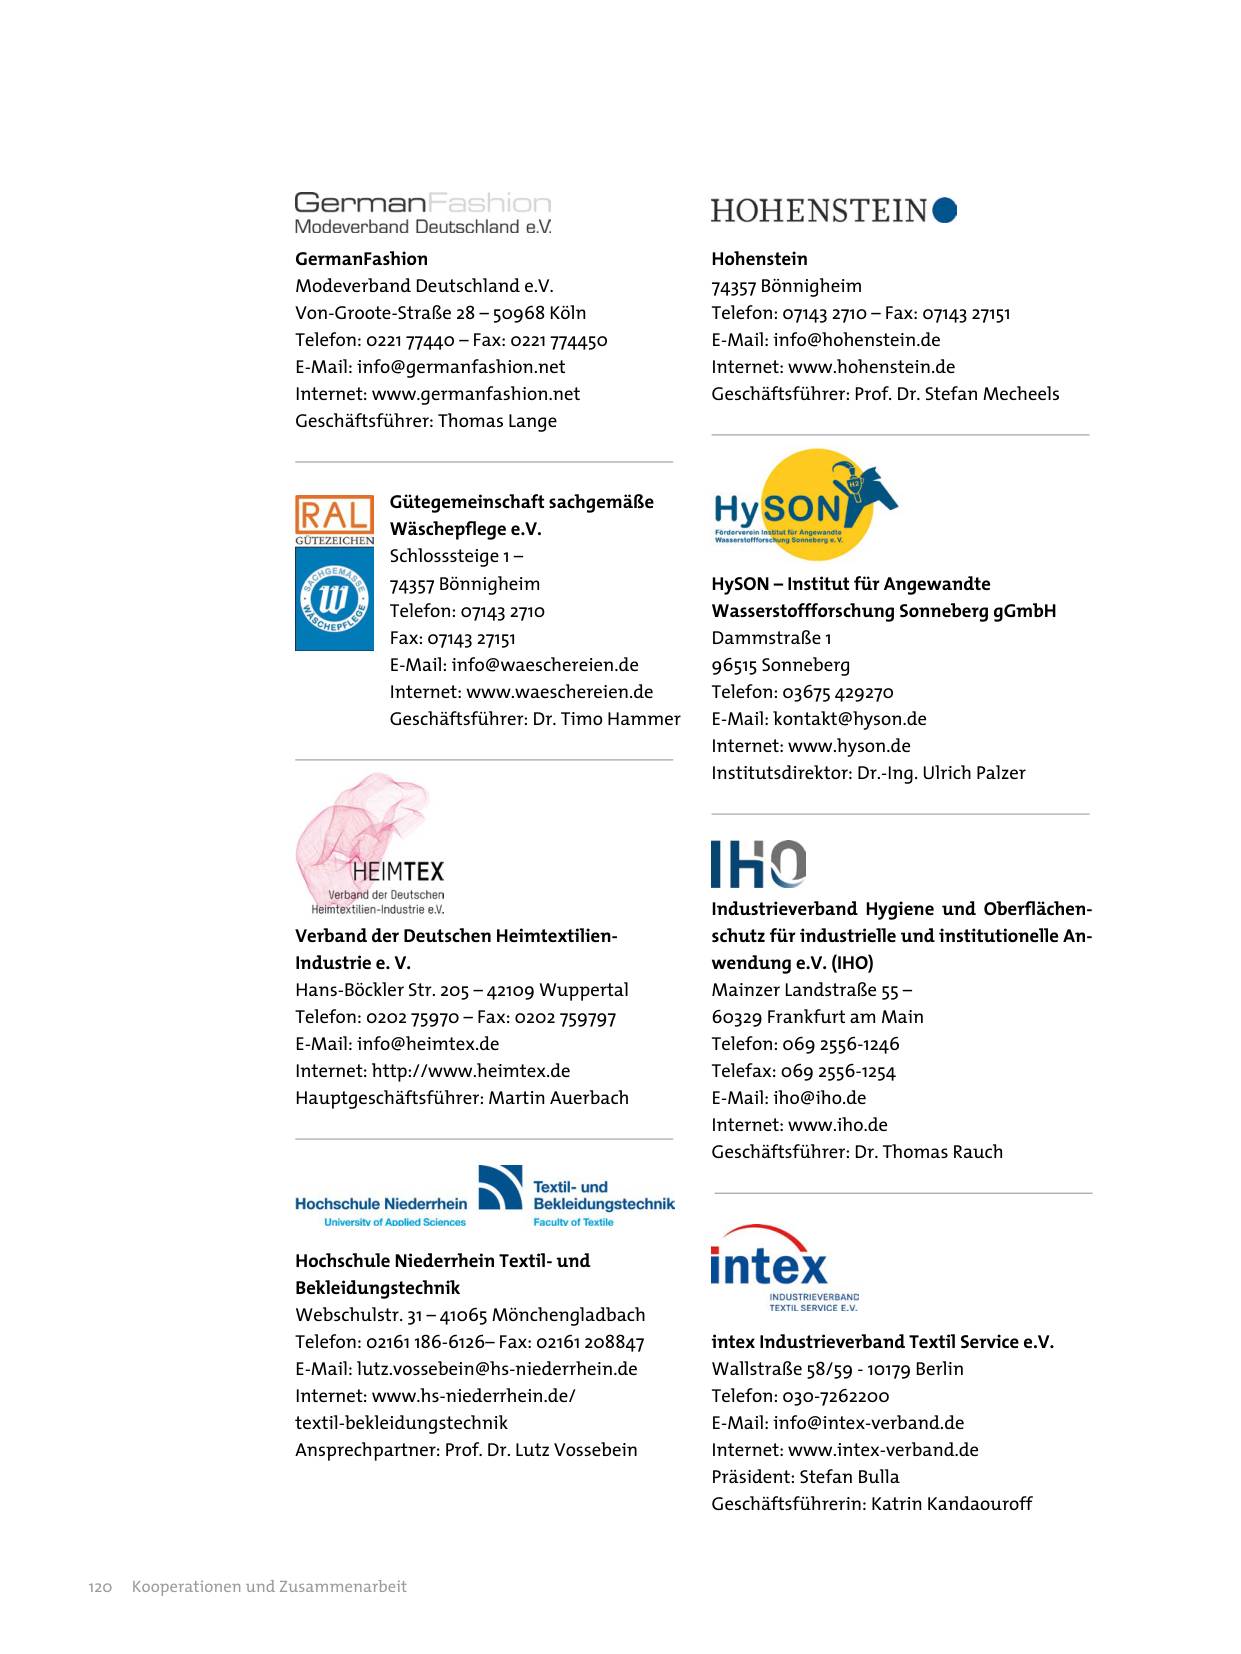 GermanFashion
Modeverband Deutschland e.V.
GermanFashion
Modeverband Deutschland e.V.
Von-Groote-Straße 28 – 50968 Köln
Telefon: 0221 77440 – Fax: 0221 774450
E-Mail: info@germanfashion.net
Internet: www.germanfashion.net
Geschäftsführer: Thomas Lange
RAL
GÜTEZEICHEN
SACHGEMÄSSE
W
WÄSCHEPFLEGE
Gütegemeinschaft sachgemäße
Wäschepflege e.V.
Schlosssteige 1 –
74357 Bönnigheim
Telefon: 07143 2710
Fax: 07143 27151
E-Mail: info@waeschereien.de
Internet: www.waeschereien.de
Geschäftsführer: Dr. Timo Hammer
HEIMTEX
Verband der Deutschen
Heimtextilien-Industrie e.V.
Verband der Deutschen Heimtextilien-
Industrie e. V.
Hans-Böckler Str. 205 – 42109 Wuppertal
Telefon: 0202 75970 – Fax: 0202 759797
E-Mail: info@heimtex.de
Internet: http://www.heimtex.de
Hauptgeschäftsführer: Martin Auerbach
Hochschule Niederrhein
University of Applied Sciences
Textil- und
Bekleidungstechnik
Faculty of Textile
Hochschule Niederrhein Textil- und
Bekleidungstechnik
Webschulstr. 31 – 41065 Mönchengladbach
Telefon: 02161 186-6126– Fax: 02161 208847
E-Mail: lutz.vossebein@hs-niederrhein.de
Internet: www.hs-niederrhein.de/
textil-bekleidungstechnik
Ansprechpartner: Prof. Dr. Lutz Vossebein
HOHENSTEIN
Hohenstein
74357 Bönnigheim
Telefon: 07143 2710 – Fax: 07143 27151
E-Mail: info@hohenstein.de
Internet: www.hohenstein.de
Geschäftsführer: Prof. Dr. Stefan Mecheels
HySON
H2
Förderverein Institut für Angewandte
Wasserstoffforschung Sonneberg e. V.
HySON – Institut für Angewandte
Wasserstoffforschung Sonneberg gGmbH
Dammstraße 1
96515 Sonneberg
Telefon: 03675 429270
E-Mail: kontakt@hyson.de
Internet: www.hyson.de
Institutsdirektor: Dr.-Ing. Ulrich Palzer
IHO
Industrieverband Hygiene und Oberflächen-
schutz für industrielle und institutionelle An-
wendung e.V. (IHO)
Mainzer Landstraße 55 –
60329 Frankfurt am Main
Telefon: 069 2556-1246
Telefax: 069 2556-1254
E-Mail: iho@iho.de
Internet: www.iho.de
Geschäftsführer: Dr. Thomas Rauch
intex
INDUSTRIEVERBAND
TEXTIL SERVICE E.V.
intex Industrieverband Textil Service e.V.
Wallstraße 58/59 - 10179 Berlin
Telefon: 030-7262200
E-Mail: info@intex-verband.de
Internet: www.intex-verband.de
Präsident: Stefan Bulla
Geschäftsführerin: Katrin Kandaouroff
120 Kooperationen und Zusammenarbeit